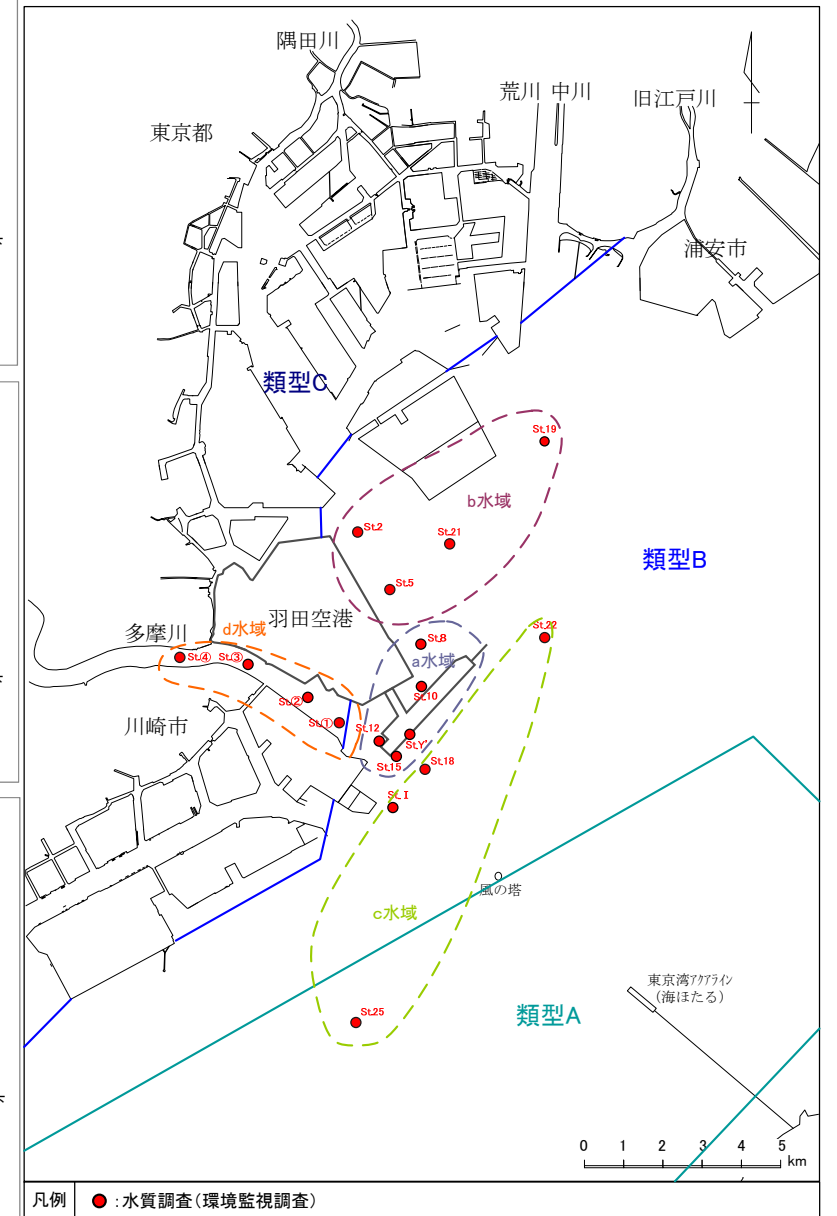 隅田川
荒川 中川
旧江戸川
東京都
浦安市
類型C
St.19
b水域
St.2
St.21
類型B
St.5
羽田空港
多摩川
d水域
St.22
St.8
St.④
St.③
a水域
St.10
St.②
川崎市
St.①
St.12
St.Y'
St.15
St.18
St.I
風の塔
c水域
東京湾アクアライン
(海ほたる)
類型A
St.25
0 1 2 3 4 5
km
凡例
:水質調査(環境監視調査)